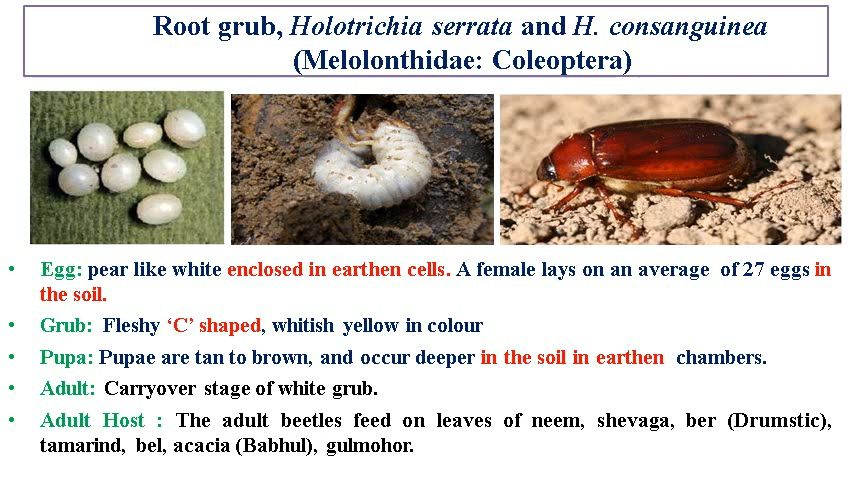 Root grub, Holotrichia serrata and H. consanguinea
(Melolonthidae: Coleoptera)
• Egg: pear like white enclosed in earthen cells. A female lays on an average of 27 eggs in
the soil.
• Grub: Fleshy ‘C’ shaped, whitish yellow in colour
• Pupa: Pupae are tan to brown, and occur deeper in the soil in earthen chambers.
• Adult: Carryover stage of white grub.
• Adult Host : The adult beetles feed on leaves of neem, shevaga, ber (Drumstic),
tamarind, bel, acacia (Babhul), gulmohor.